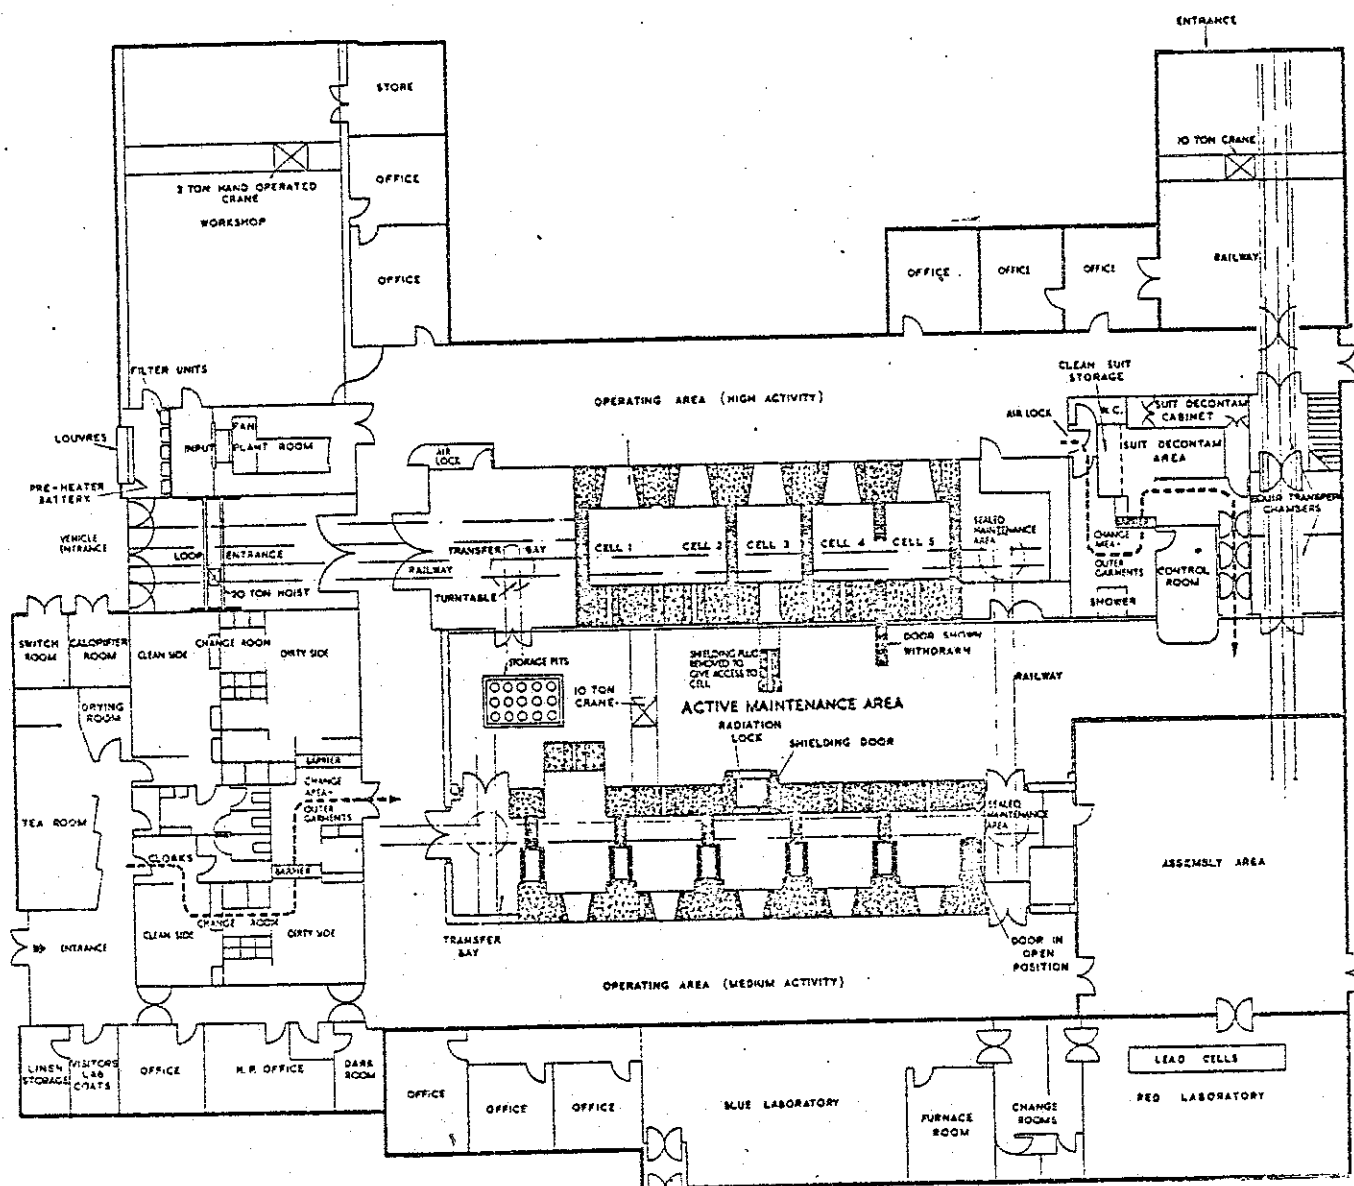 ENTRANCE
STORE
10 TON CRANE
OFFICE
2 TON HAND OPERATED
CRANE
WORKSHOP
OFFICE
OFFICE
OFFICE
OFFICE
RAILWAY
FILTER UNITS
CLEAN SUIT
STORAGE
OPERATING AREA (HIGH ACTIVITY)
AIR LOCK
W.C.
SUIT DECONTAM
CABINET
LOUVRES
INPUT
FAN
PLANT ROOM
AIR
LOCK
SUIT DECONTAM
AREA
PRE-HEATER
BATTERY
EQUIP TRANSFER
CHAMBERS
VEHICLE
ENTRANCE
LOOP
ENTRANCE
TRANSFER BAY
RAILWAY
CELL 1
CELL 2
CELL 3
CELL 4
CELL 5
SEALED
MAINTENANCE
AREA
BARRIER
CHANGE
AREA-
OUTER
GARMENTS
CONTROL
ROOM
20 TON HOIST
TURNTABLE
SHOWER
SWITCH
ROOM
CALORIFIER
ROOM
CLEAN SIDE
CHANGE ROOM
DIRTY SIDE
STORAGE PITS
SHIELDING PLUG
REMOVED TO
GIVE ACCESS TO
CELL
DOOR SHOWN
WITHDRAWN
RAILWAY
DRYING
ROOM
10 TON
CRANE
ACTIVE MAINTENANCE AREA
RADIATION
LOCK
SHIELDING DOOR
BARRIER
CHANGE
AREA-
OUTER
GARMENTS
SEALED
MAINTENANCE
AREA
TEA ROOM
CLOAKS
BARRIER
ASSEMBLY AREA
ENTRANCE
CLEAN SIDE
CHANGE ROOM
DIRTY SIDE
TRANSFER
BAY
DOOR IN
OPEN
POSITION
OPERATING AREA (MEDIUM ACTIVITY)
LINEN
STORAGE
VISITORS
LAB
COATS
OFFICE
H.P. OFFICE
DARK
ROOM
OFFICE
OFFICE
OFFICE
BLUE LABORATORY
FURNACE
ROOM
CHANGE
ROOMS
LEAD CELLS
RED LABORATORY